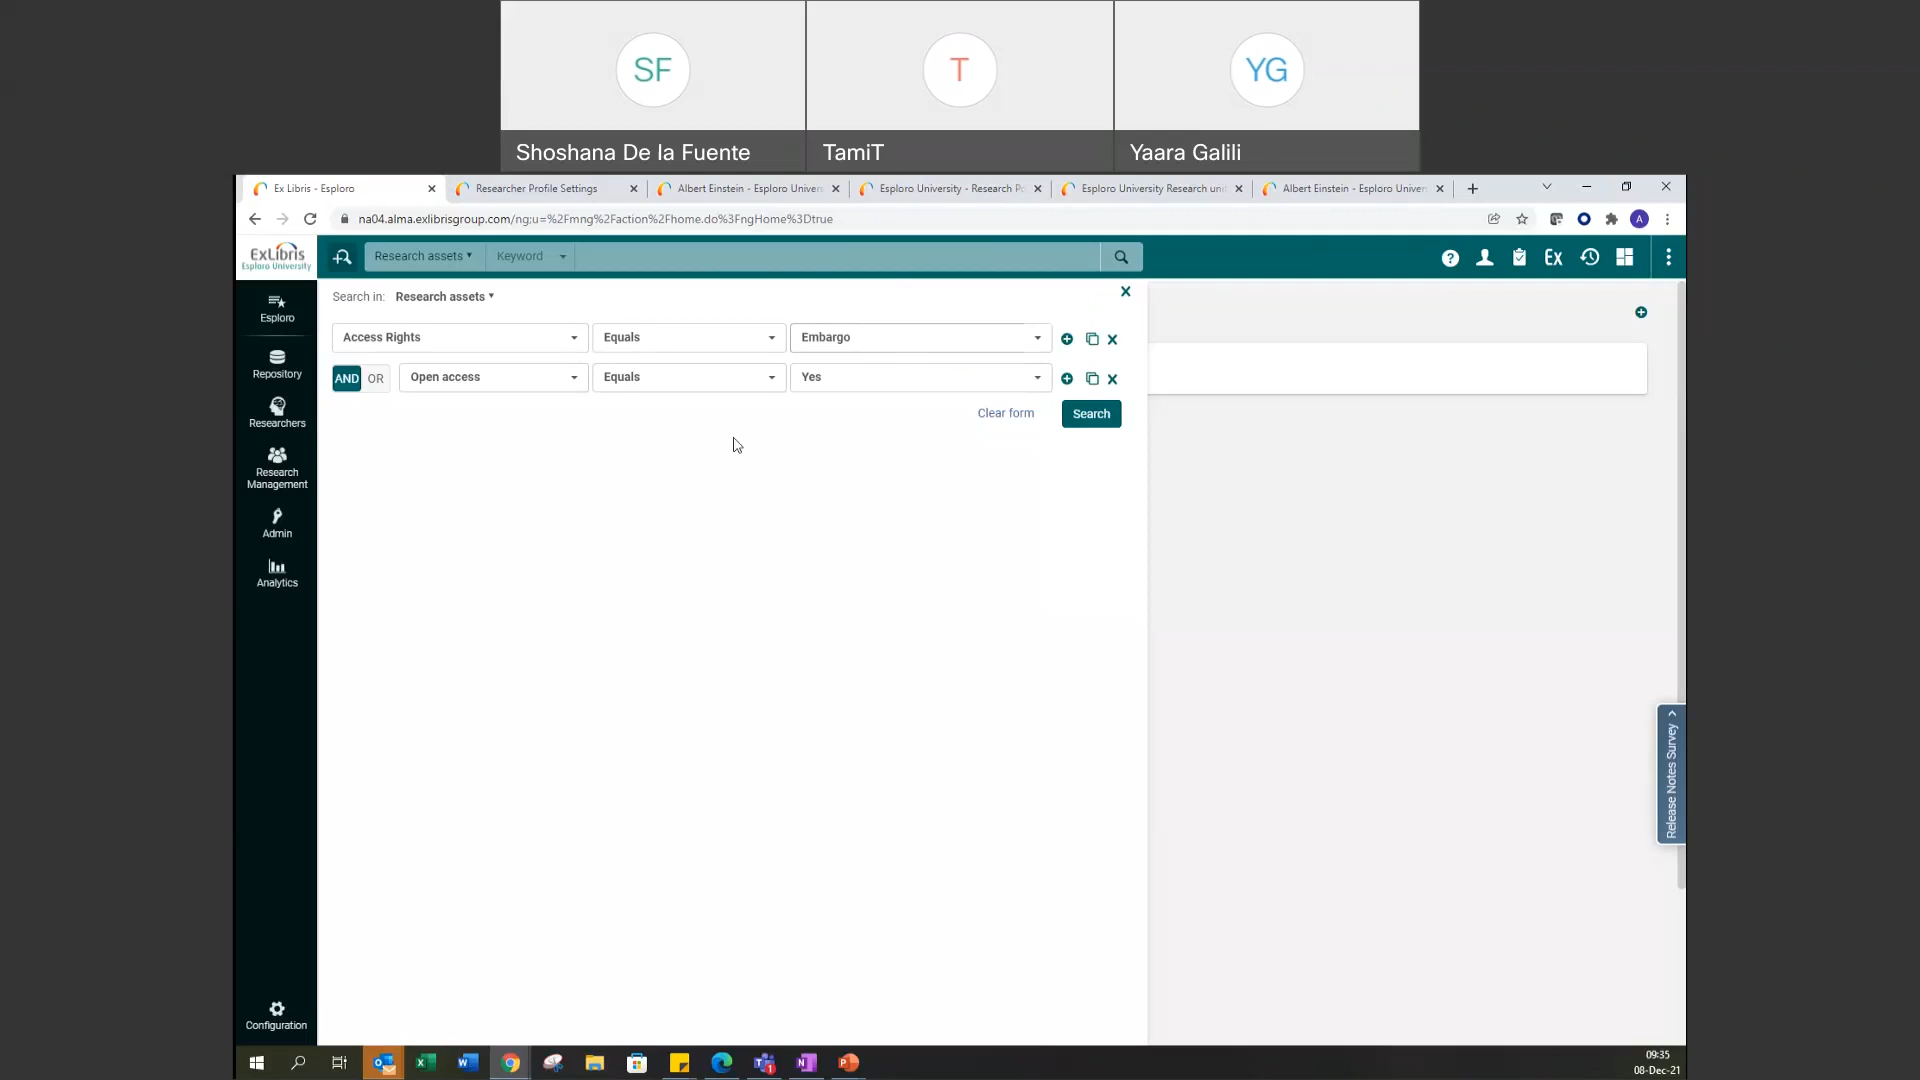 SF
T
YG
Shoshana De la Fuente
TamiT
Yaara Galili
Ex Libris - Esploro
Researcher Profile Settings
Albert Einstein - Esploro Univers
Esploro University - Research Po
Esploro University Research unit
Albert Einstein - Esploro Univers
na04.alma.exlibrisgroup.com/ng;u=%2Fmng%2Faction%2Fhome.do%3FngHome%3Dtrue
A
ExLibris
Esploro University
Research assets
Keyword
Ex
Esploro
Repository
Researchers
Research
Management
Admin
Analytics
Configuration
Search in: Research assets
Access Rights
Equals
Embargo
AND
OR
Open access
Equals
Yes
Clear form
Search
Release Notes Survey
09:35
08-Dec-21